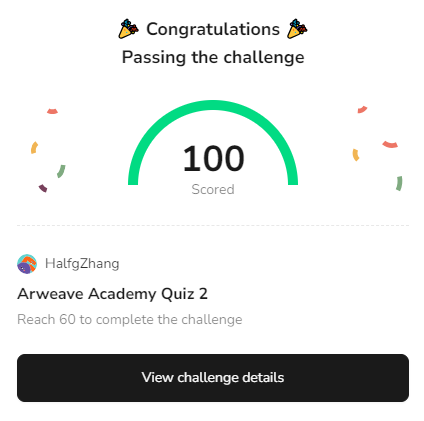 Congratulations
Passing the challenge
100
Scored
HalfgZhang
Arweave Academy Quiz 2
Reach 60 to complete the challenge
View challenge details